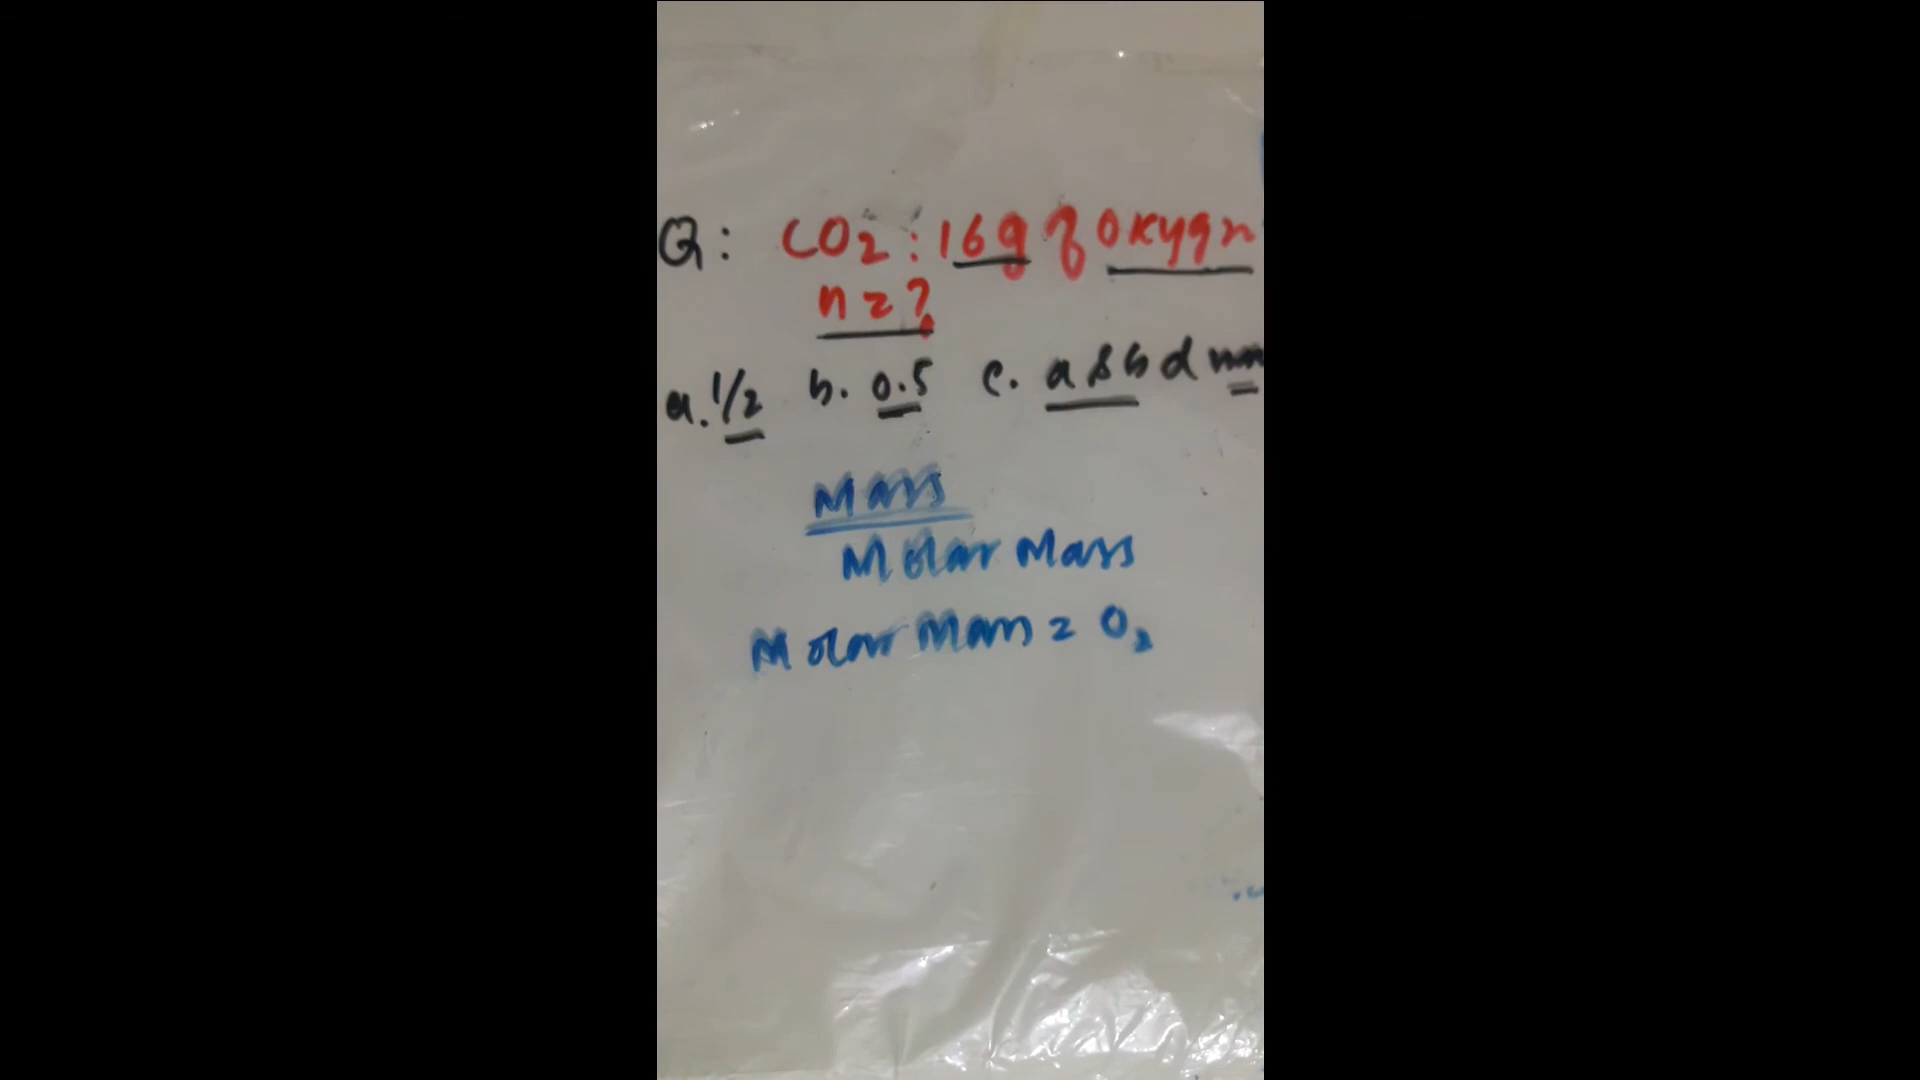 Q: CO2: 16g of oxygn
n=?
a. 1/2 b. 0.5 c. a & b d
Mass
Molar Mass
Molar Mass = O2